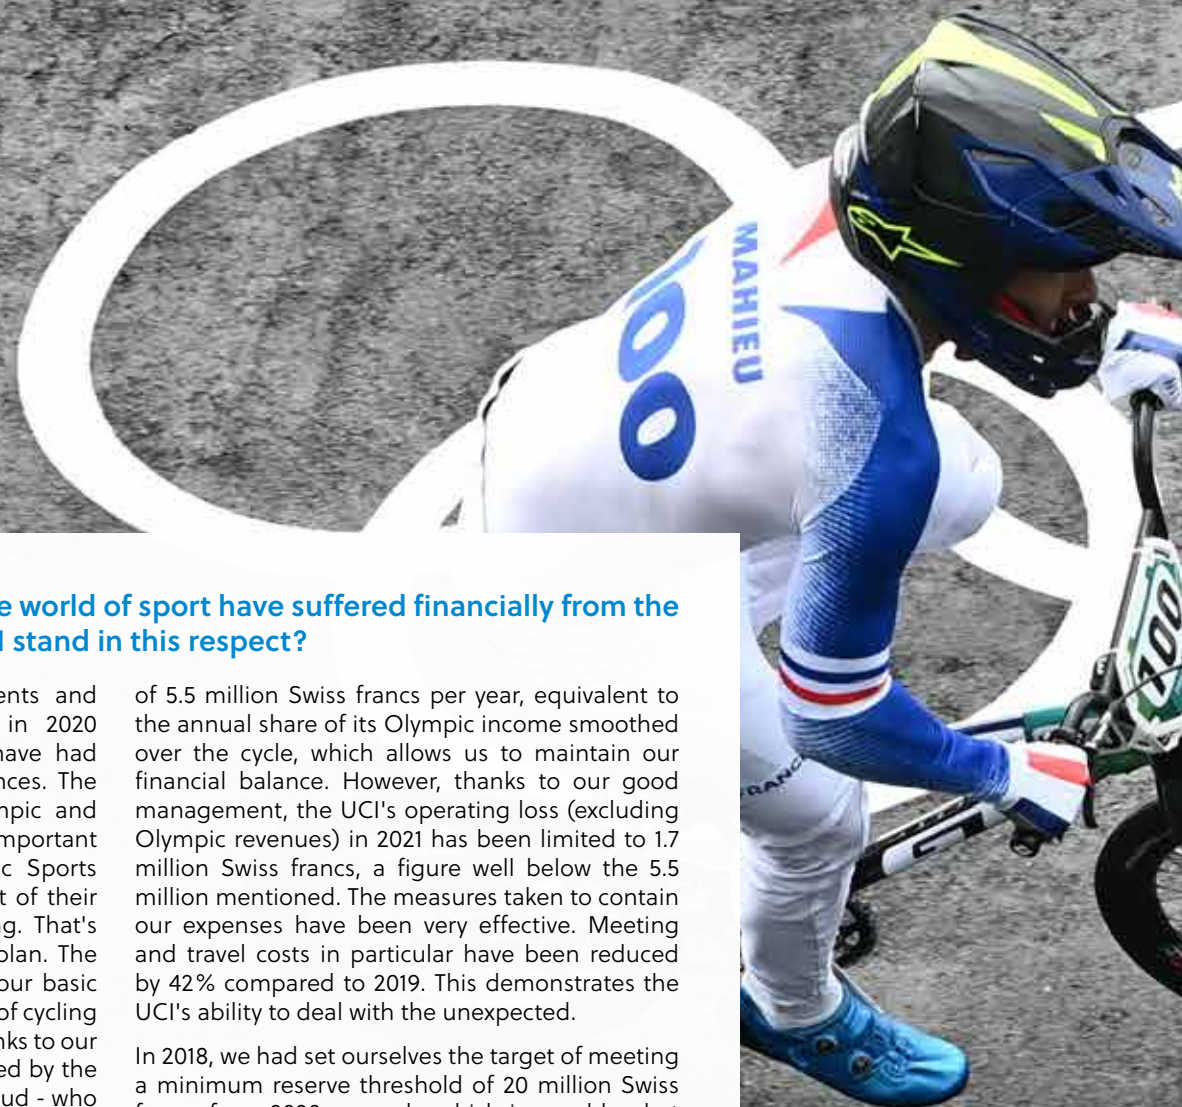 MAHIEU
100
100
FRANCE
e world of sport have suffered financially from the
I stand in this respect?
ents and
in 2020
have had
nces. The
mpic and
mportant
c Sports
t of their
ng. That's
plan. The
our basic
of cycling
nks to our
ed by the
ud - who
of 5.5 million Swiss francs per year, equivalent to
the annual share of its Olympic income smoothed
over the cycle, which allows us to maintain our
financial balance. However, thanks to our good
management, the UCI's operating loss (excluding
Olympic revenues) in 2021 has been limited to 1.7
million Swiss francs, a figure well below the 5.5
million mentioned. The measures taken to contain
our expenses have been very effective. Meeting
and travel costs in particular have been reduced
by 42% compared to 2019. This demonstrates the
UCI's ability to deal with the unexpected.
In 2018, we had set ourselves the target of meeting
a minimum reserve threshold of 20 million Swiss